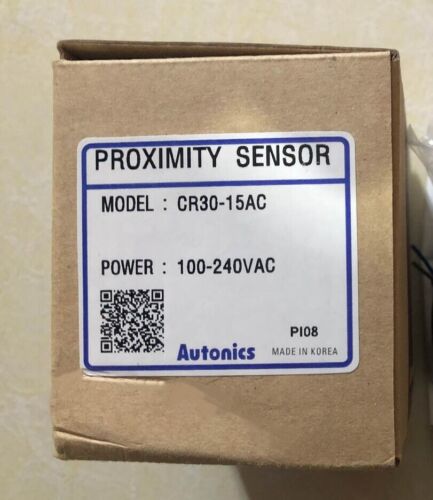 PROXIMITY SENSOR
MODEL : CR30-15AC
POWER : 100-240VAC
PI08
Autonics MADE IN KOREA